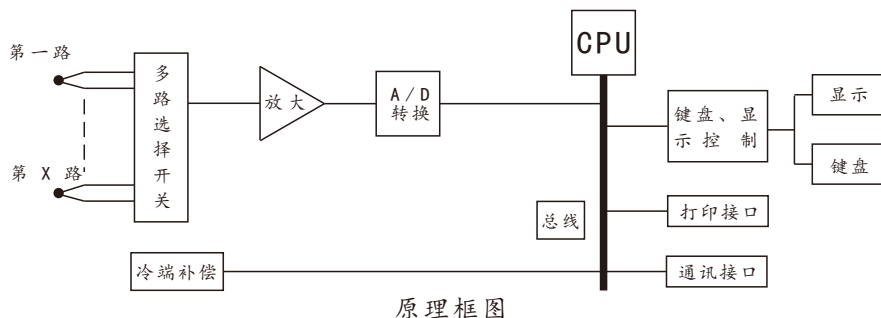 第一路
第 X 路
多
路
选
择
开
关
放大
A/D
转换
CPU
键盘、显
示 控 制
显示
键盘
总线
打印接口
冷端补偿
通讯接口
原理框图